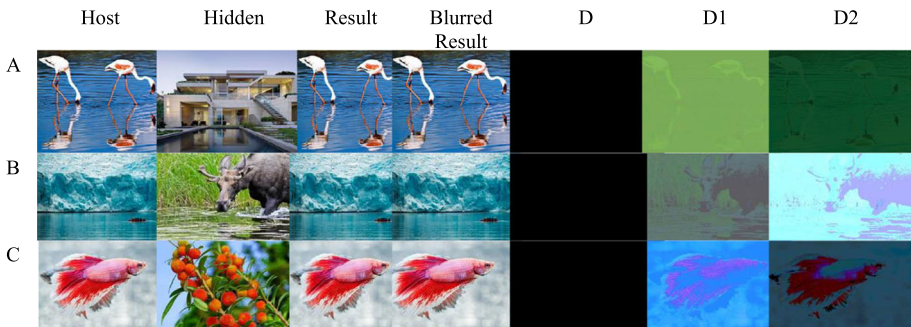 Host Hidden Result Blurred Result D D1 D2
A
B
C